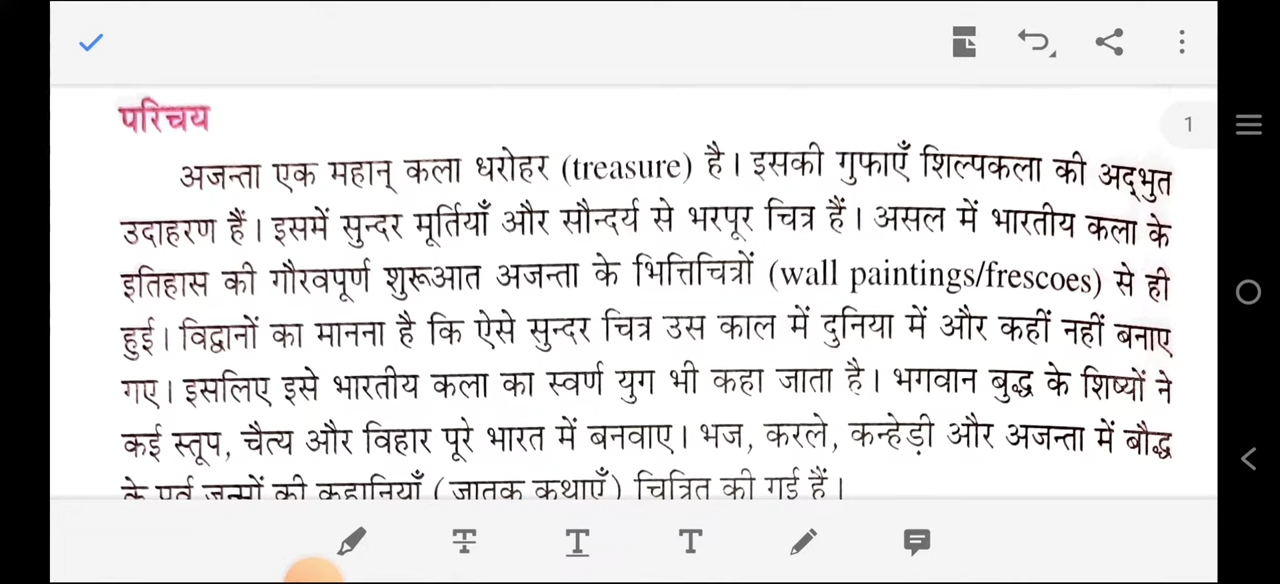 1
परिचय
अजन्ता एक महान् कला धरोहर (treasure) है। इसकी गुफाएँ शिल्पकला की अद्भुत
उदाहरण हैं। इसमें सुन्दर मूर्तियाँ और सौन्दर्य से भरपूर चित्र हैं। असल में भारतीय कला के
इतिहास की गौरवपूर्ण शुरूआत अजन्ता के भित्तिचित्रों (wall paintings/frescoes) से ही
हुई। विद्वानों का मानना है कि ऐसे सुन्दर चित्र उस काल में दुनिया में और कहीं नहीं बनाए
गए। इसलिए इसे भारतीय कला का स्वर्ण युग भी कहा जाता है। भगवान बुद्ध के शिष्यों ने
कई स्तूप, चैत्य और विहार पूरे भारत में बनवाए। भज, करले, कन्हेड़ी और अजन्ता में बौद्ध
के पूर्व जन्मों की कहानियाँ (जातक कथाएँ) चित्रित की गई हैं।
T T T